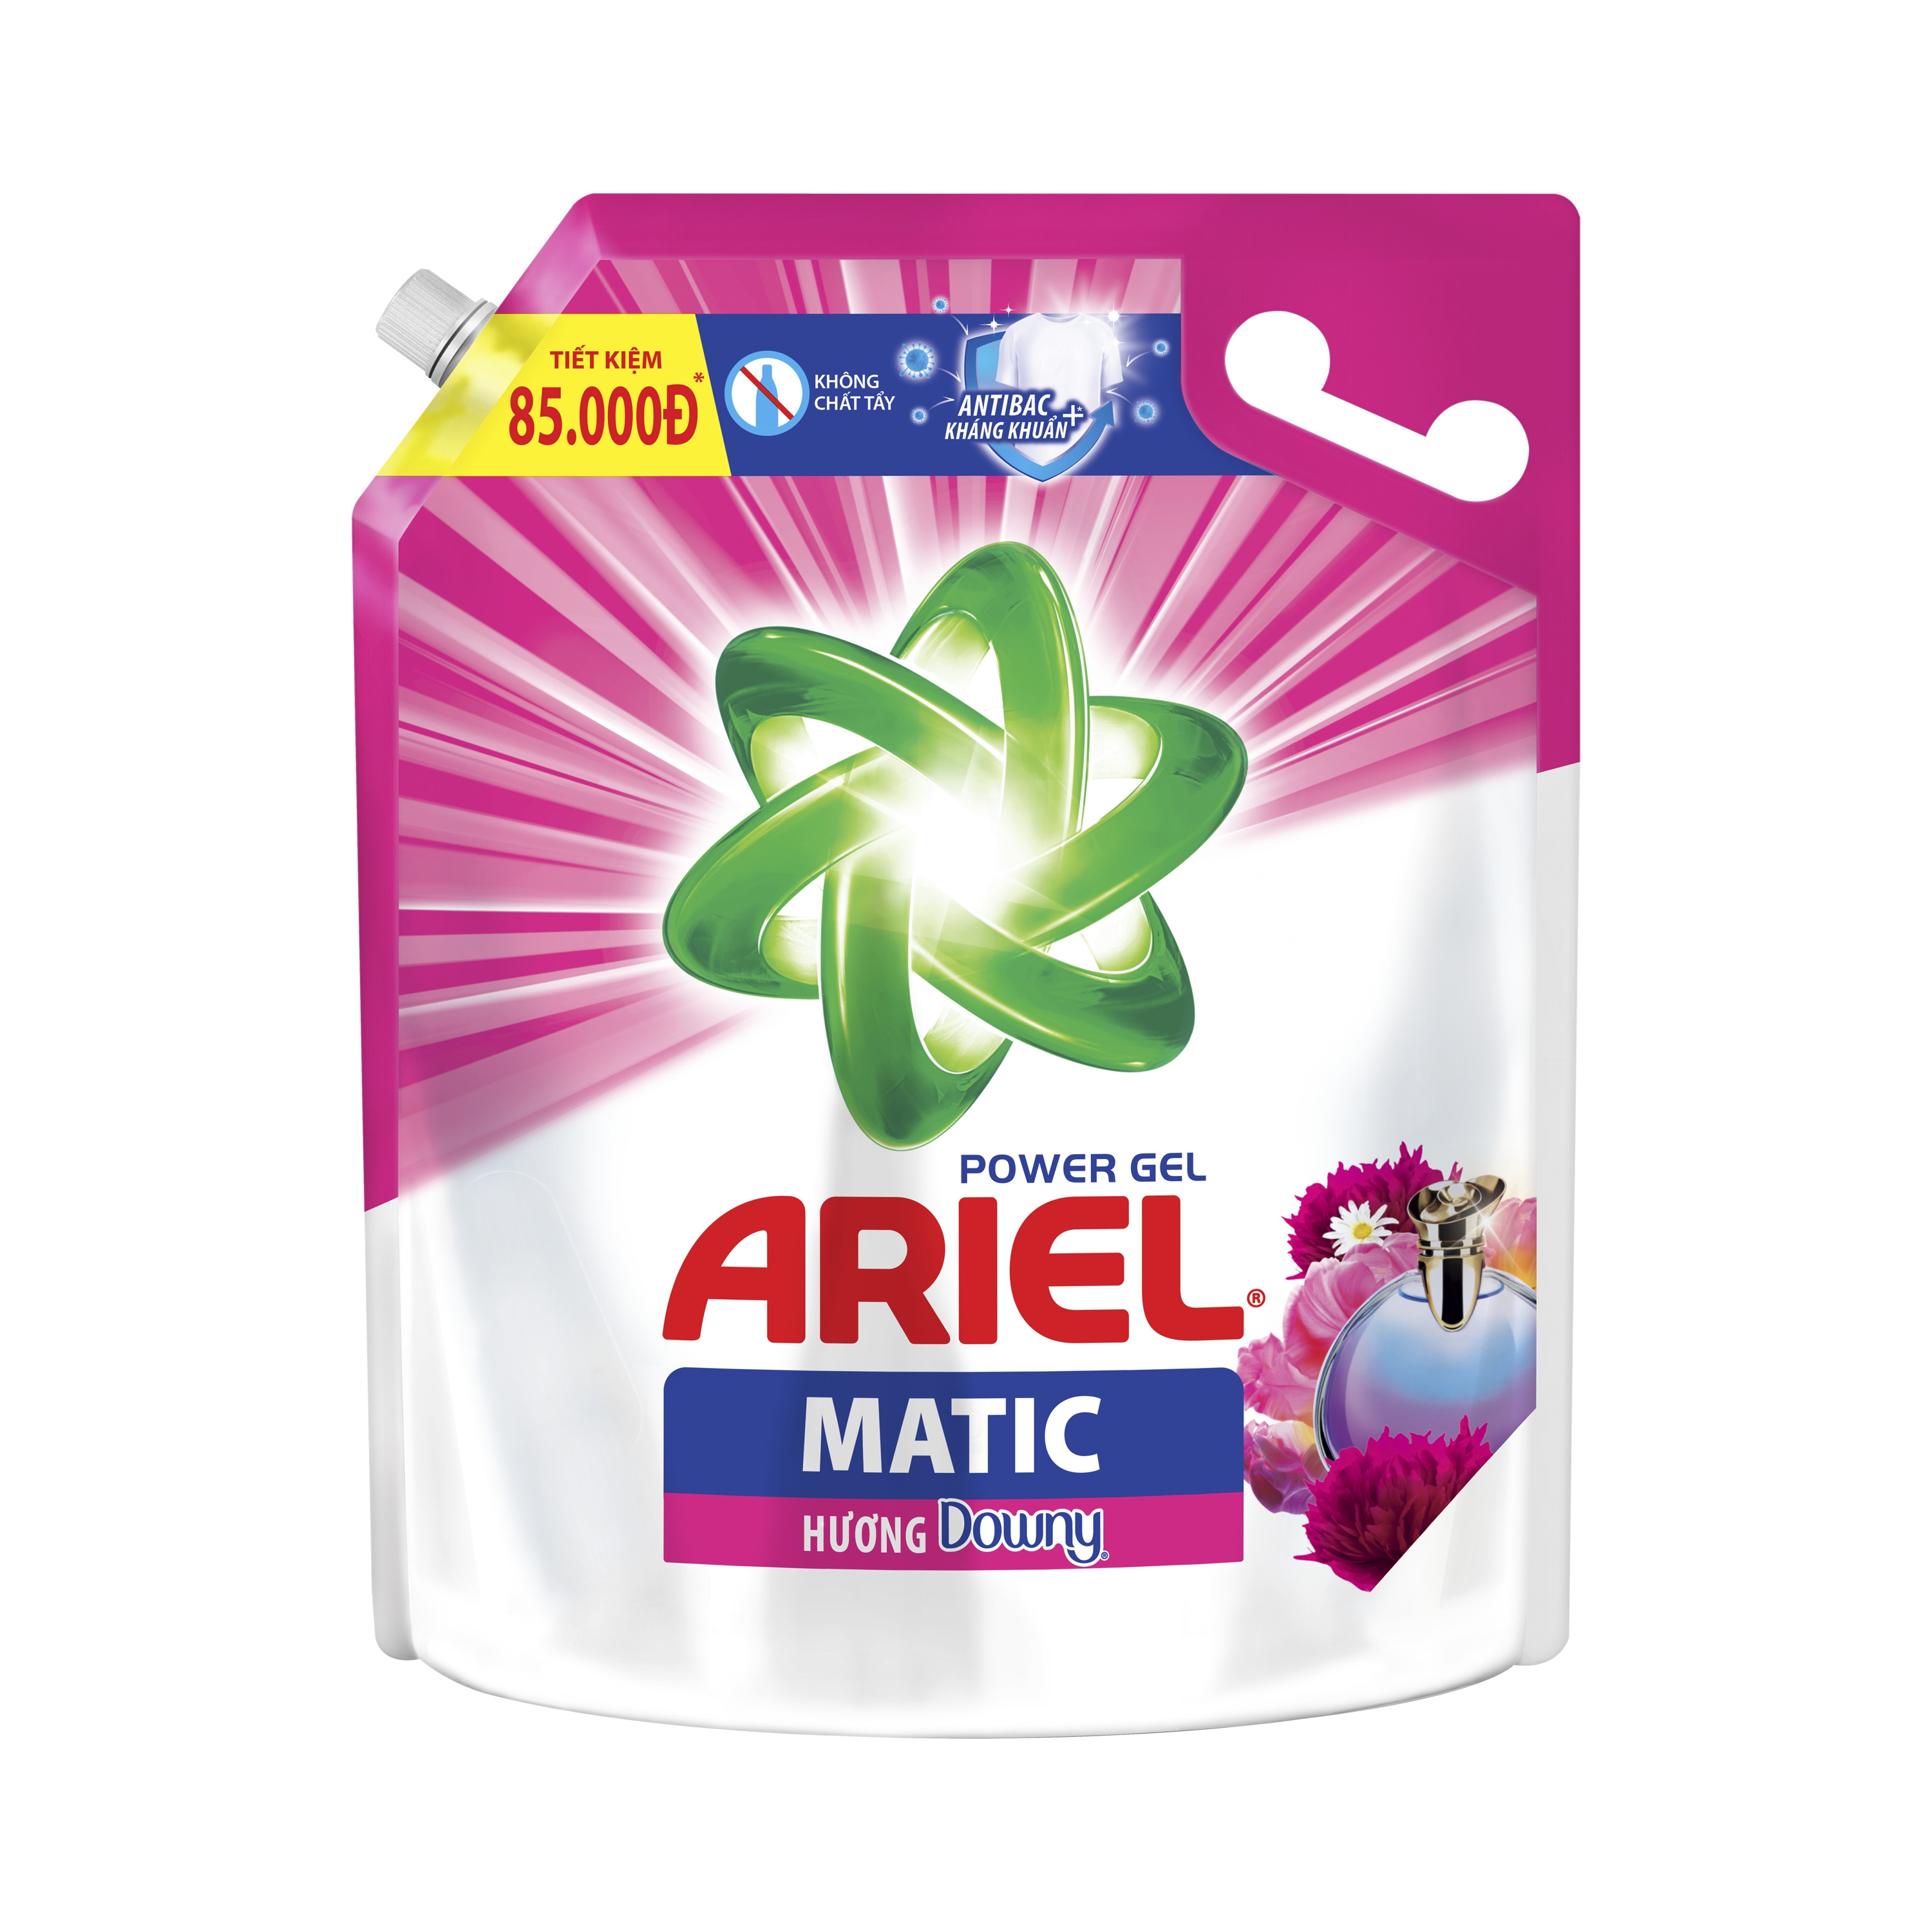 TIẾT KIỆM
85.000Đ*
KHÔNG
CHẤT TẨY
ANTIBAC+*
KHÁNG KHUẨN
POWER GEL
ARIEL®
MATIC
HƯƠNG Downy®